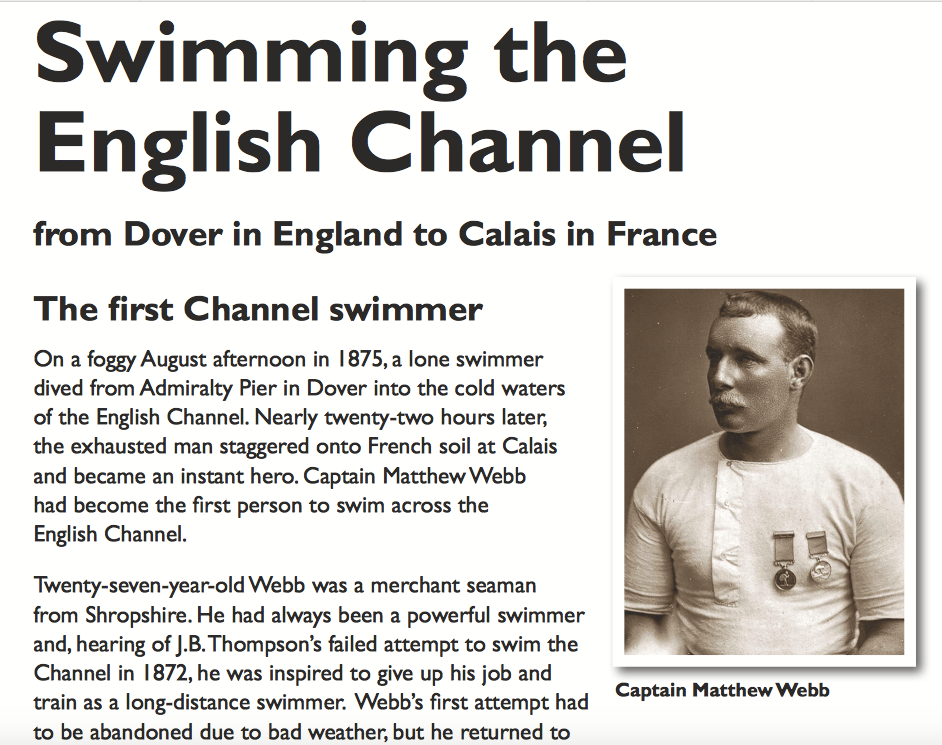 Swimming the
English Channel
from Dover in England to Calais in France
The first Channel swimmer
On a foggy August afternoon in 1875, a lone swimmer
dived from Admiralty Pier in Dover into the cold waters
of the English Channel. Nearly twenty-two hours later,
the exhausted man staggered onto French soil at Calais
and became an instant hero. Captain Matthew Webb
had become the first person to swim across the
English Channel.
Twenty-seven-year-old Webb was a merchant seaman
from Shropshire. He had always been a powerful swimmer
and, hearing of J.B. Thompson's failed attempt to swim the
Channel in 1872, he was inspired to give up his job and
train as a long-distance swimmer. Webb's first attempt had
to be abandoned due to bad weather, but he returned to
Captain Matthew Webb